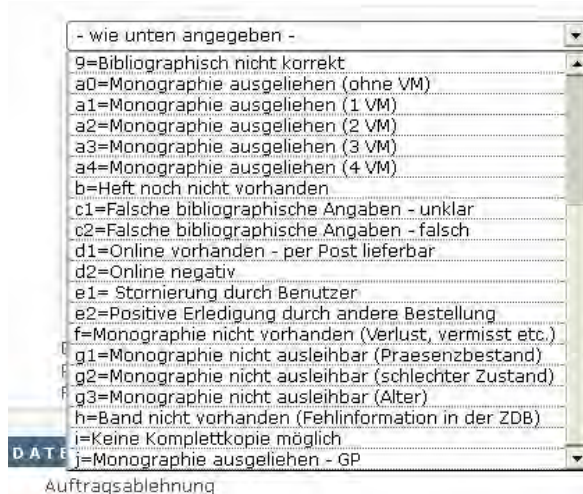 - wie unten angegeben -
9=Bibliographisch nicht korrekt
a0=Monographie ausgeliehen (ohne VM)
a1=Monographie ausgeliehen (1 VM)
a2=Monographie ausgeliehen (2 VM)
a3=Monographie ausgeliehen (3 VM)
a4=Monographie ausgeliehen (4 VM)
b=Heft noch nicht vorhanden
c1=Falsche bibliographische Angaben - unklar
c2=Falsche bibliographische Angaben - falsch
d1=Online vorhanden - per Post lieferbar
d2=Online negativ
e1= Stornierung durch Benutzer
e2=Positive Erledigung durch andere Bestellung
f=Monographie nicht vorhanden (Verlust, vermisst etc.)
g1=Monographie nicht ausleihbar (Praesenzbestand)
g2=Monographie nicht ausleihbar (schlechter Zustand)
g3=Monographie nicht ausleihbar (Alter)
h=Band nicht vorhanden (Fehlinformation in der ZDB)
i=Keine Komplettkopie möglich
DATE
j=Monographie ausgeliehen - GP
Auftragsablehnung